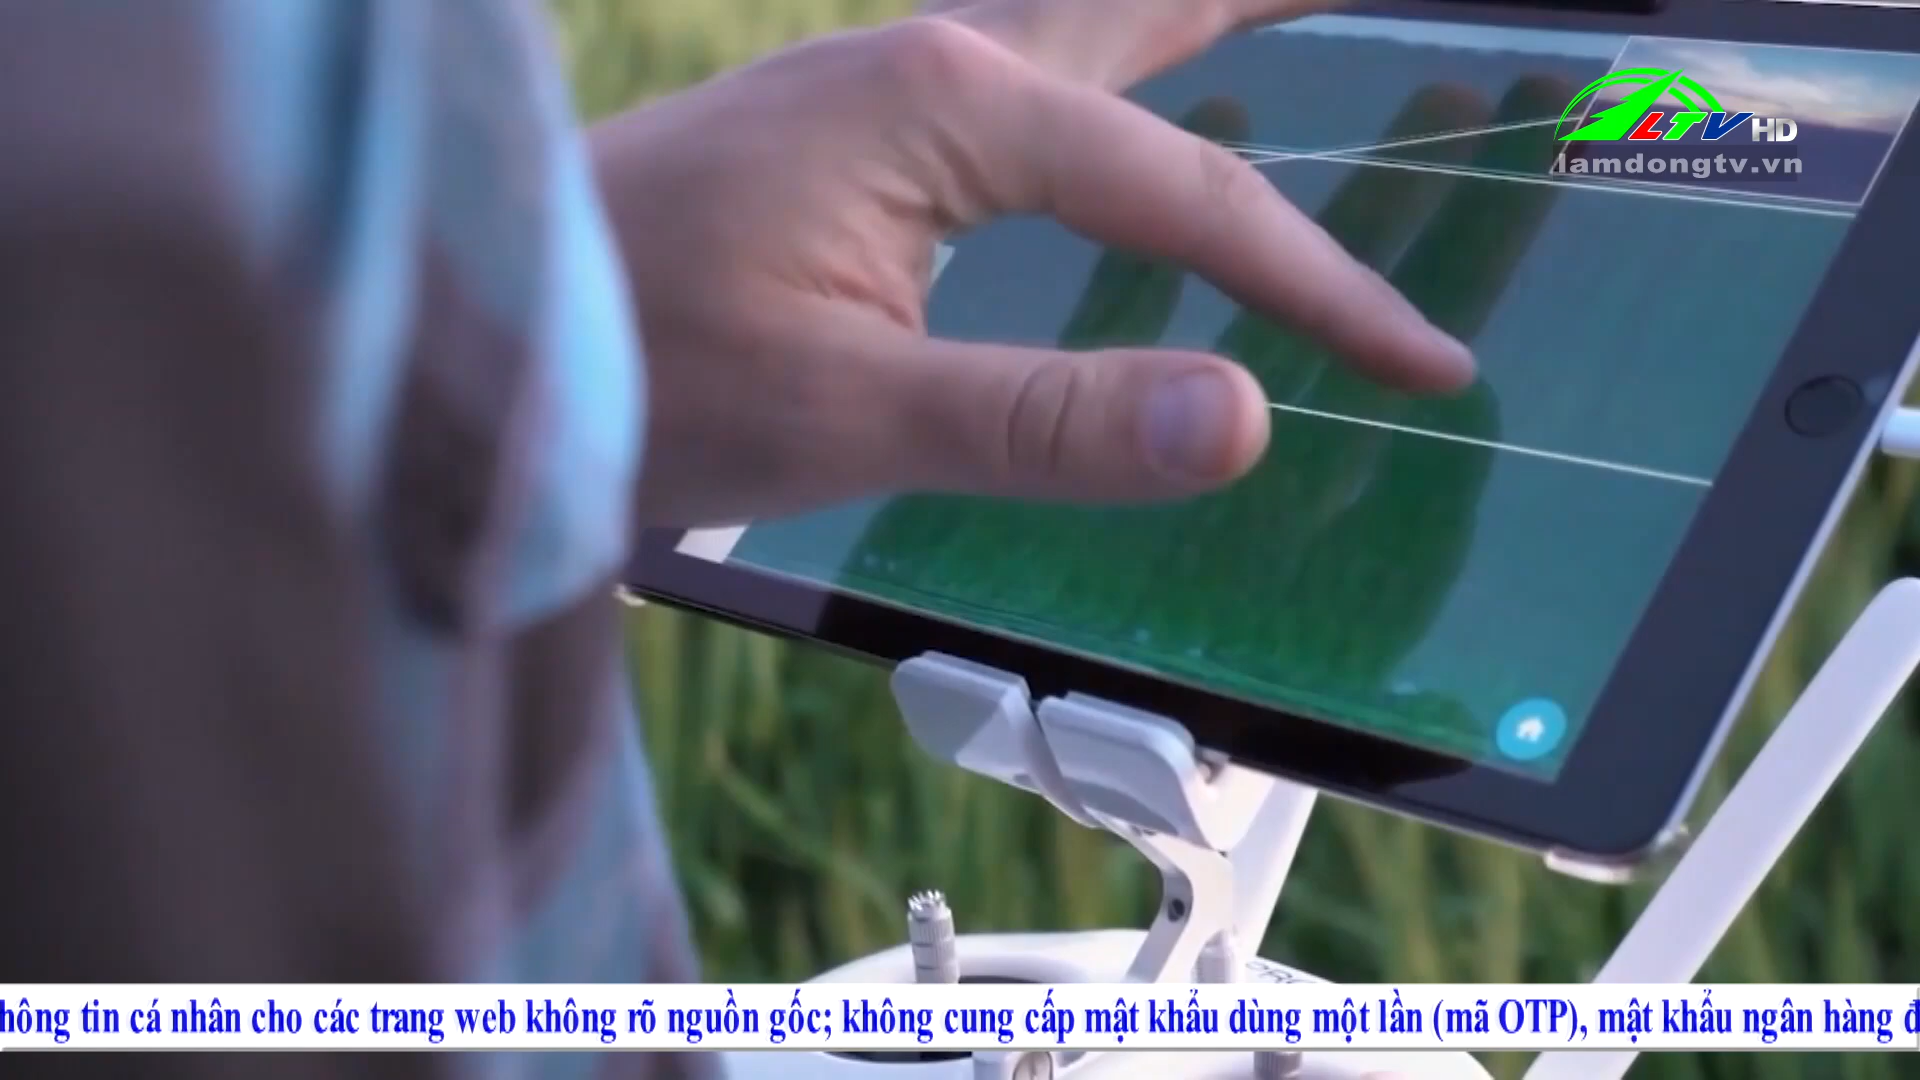 LTV HD
lamdongtv.vn
hông tin cá nhân cho các trang web không rõ nguồn gốc; không cung cấp mật khẩu dùng một lần (mã OTP), mật khẩu ngân hàng đ